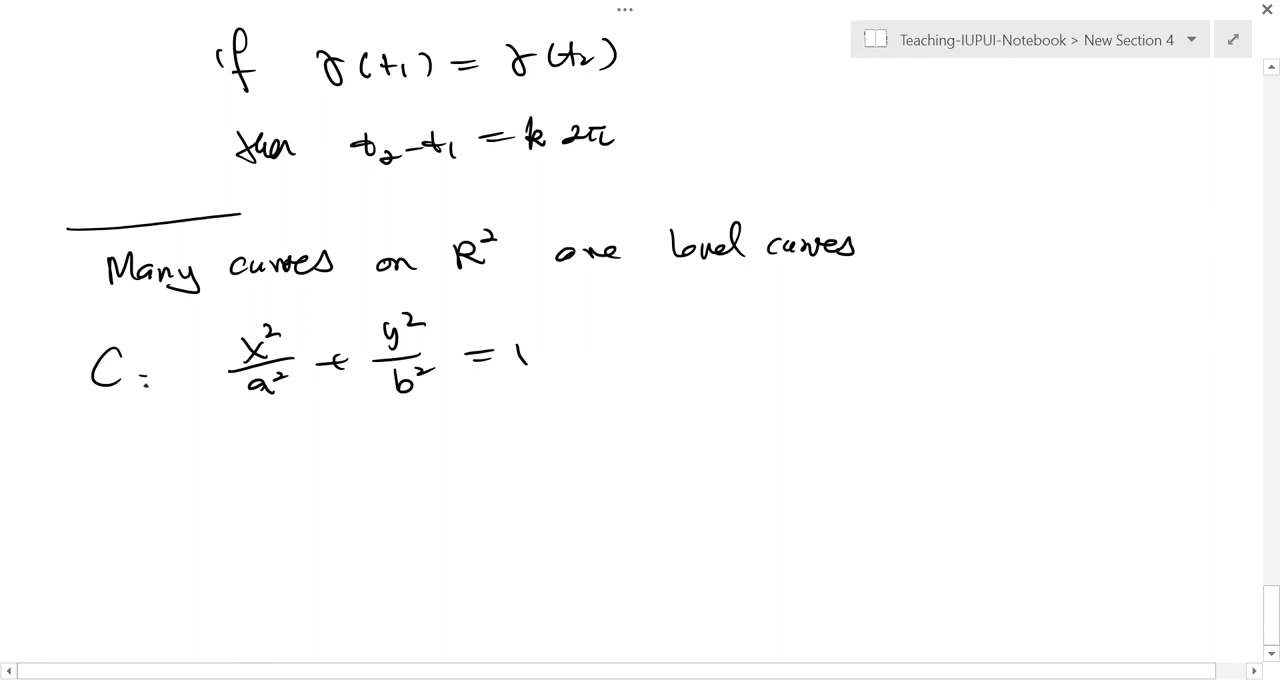 Teaching-IUPUI-Notebook > New Section 4
if γ(t₁) = γ(t₂)
then t₂-t₁ = k 2π
Many curves on R² are level curves
C: x²/a² + y²/b² = 1